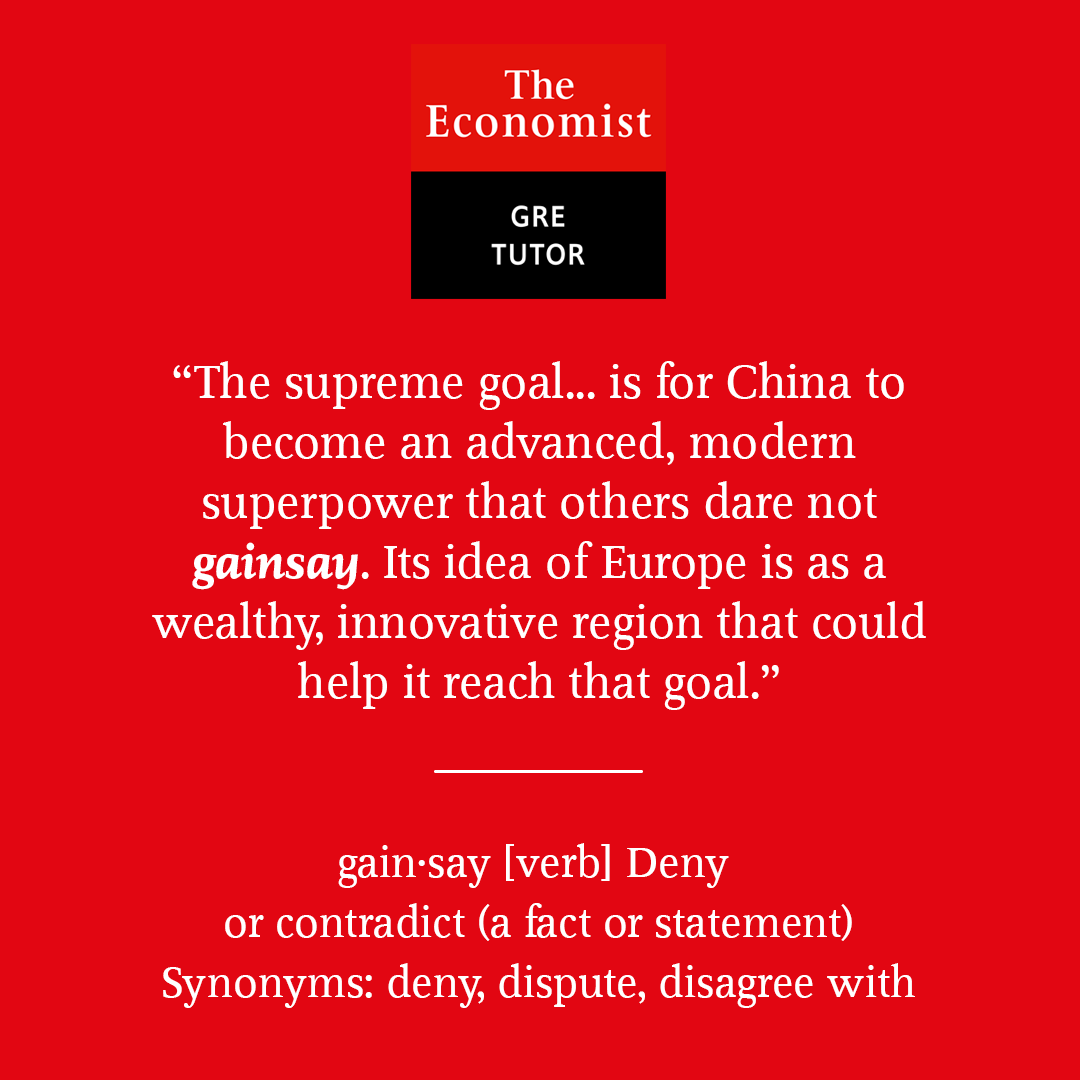 The
Economist
GRE
TUTOR
“The supreme goal... is for China to
become an advanced, modern
superpower that others dare not
gainsay. Its idea of Europe is as a
wealthy, innovative region that could
help it reach that goal.”
gain·say [verb] Deny
or contradict (a fact or statement)
Synonyms: deny, dispute, disagree with